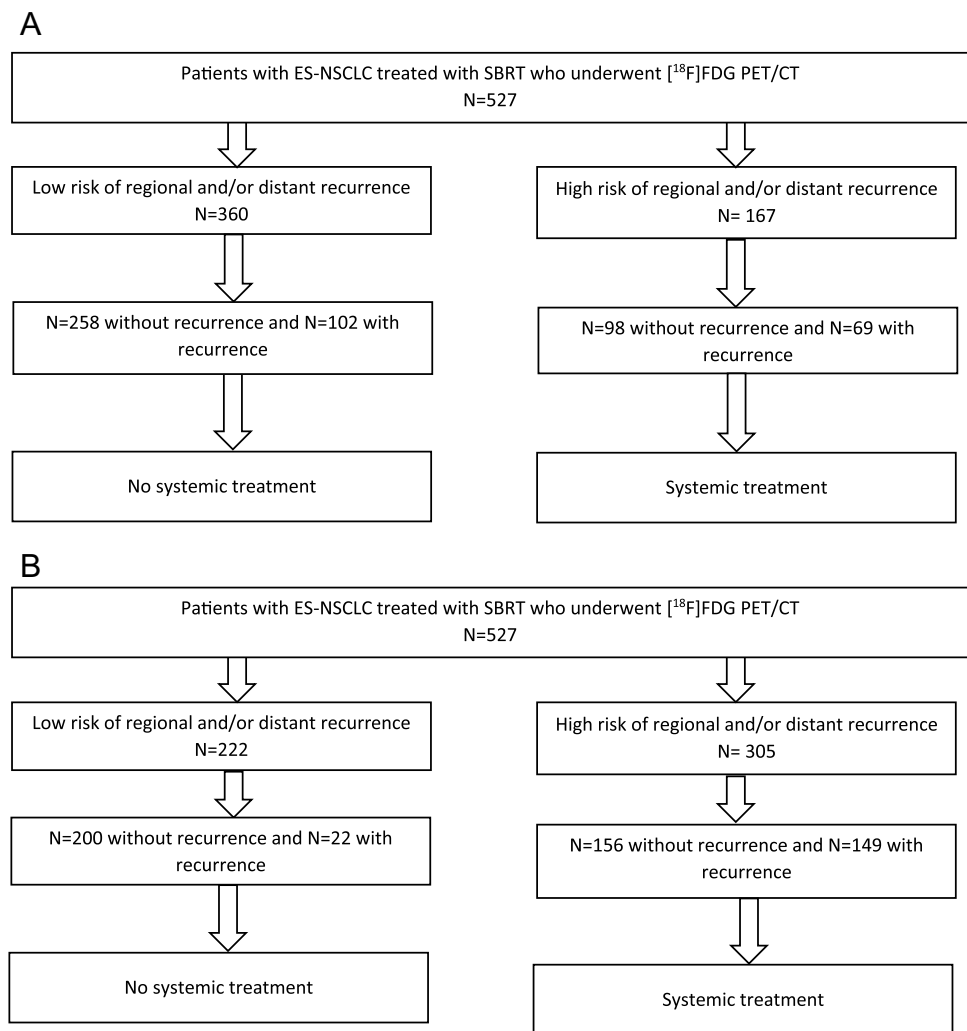 A
Patients with ES-NSCLC treated with SBRT who underwent [¹⁸F]FDG PET/CT
N=527
Low risk of regional and/or distant recurrence
N=360
High risk of regional and/or distant recurrence
N= 167
N=258 without recurrence and N=102 with
recurrence
N=98 without recurrence and N=69 with
recurrence
No systemic treatment
Systemic treatment
B
Patients with ES-NSCLC treated with SBRT who underwent [¹⁸F]FDG PET/CT
N=527
Low risk of regional and/or distant recurrence
N=222
High risk of regional and/or distant recurrence
N= 305
N=200 without recurrence and N=22 with
recurrence
N=156 without recurrence and N=149 with
recurrence
No systemic treatment
Systemic treatment